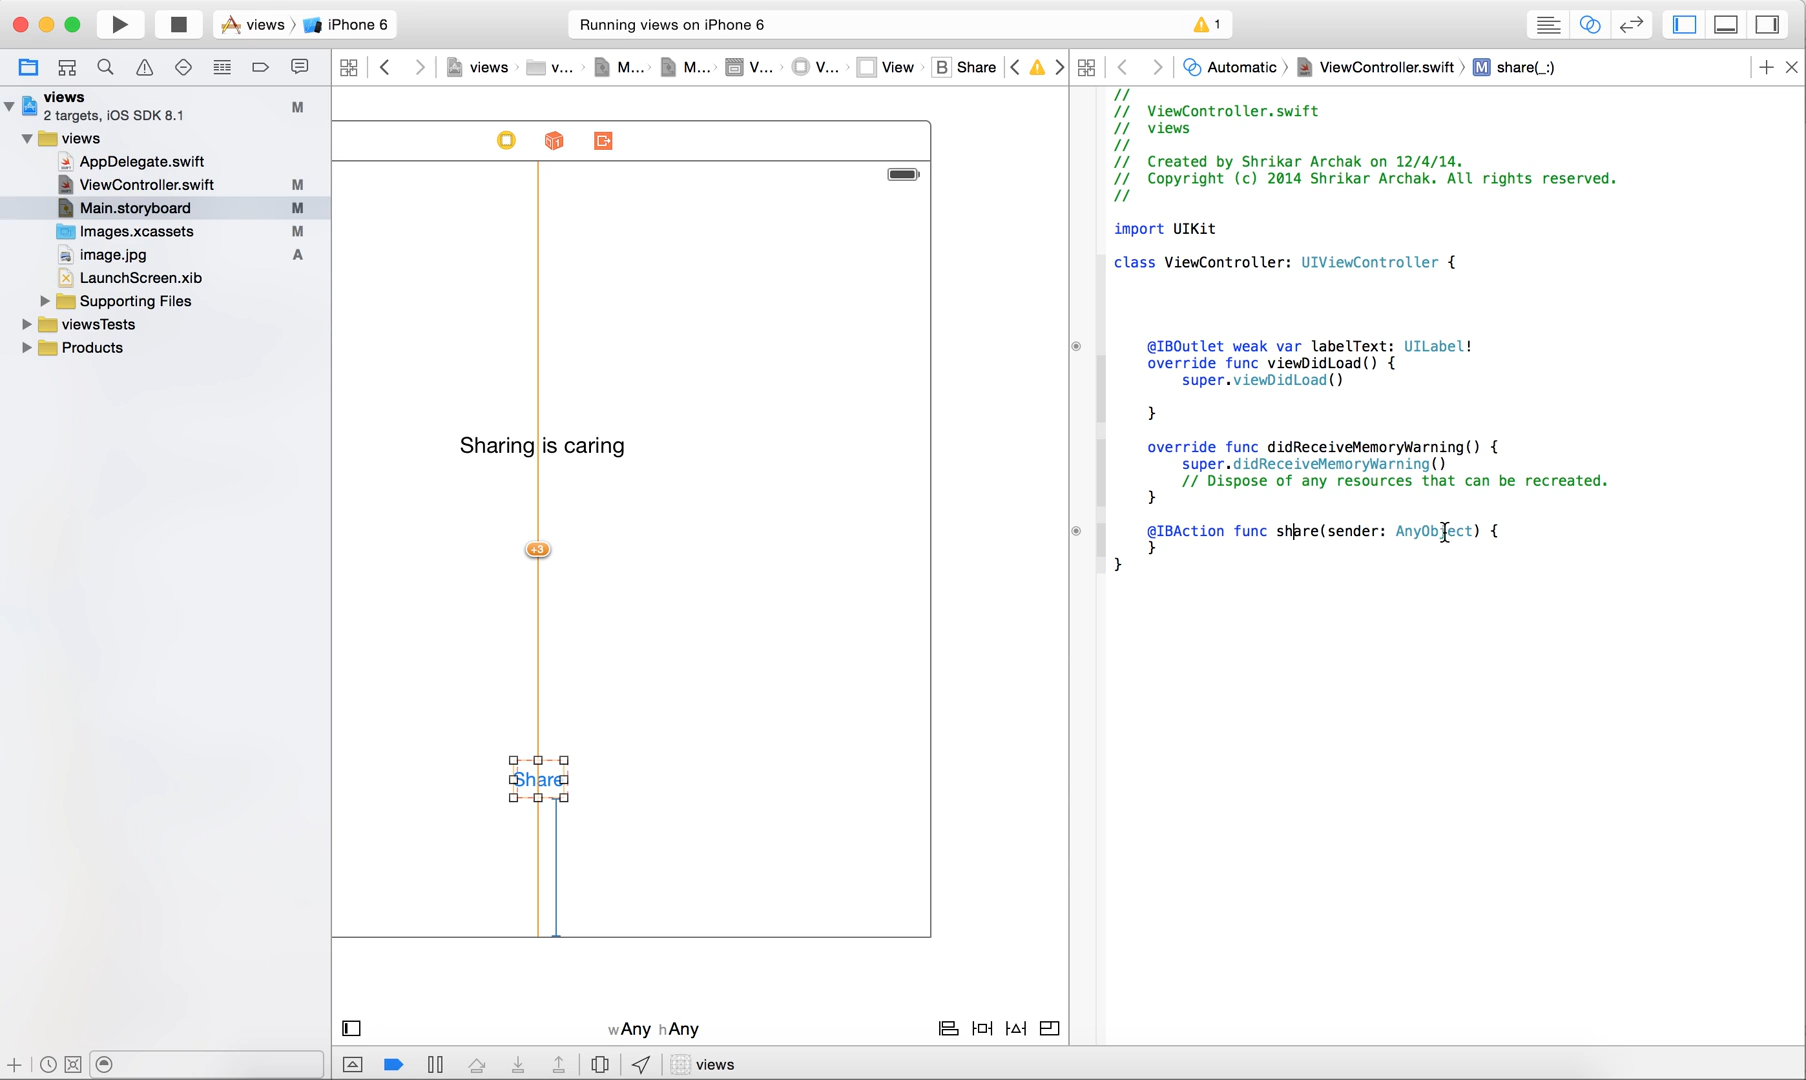 views iPhone 6
Running views on iPhone 6
1
views v... M... M... V... V... View B Share
Automatic ViewController.swift M share(_:)
views
2 targets, iOS SDK 8.1
M
views
AppDelegate.swift
ViewController.swift M
Main.storyboard M
Images.xcassets M
image.jpg A
LaunchScreen.xib
Supporting Files
viewsTests
Products
Sharing is caring
+3
Share
wAny hAny
views
//
// ViewController.swift
// views
//
// Created by Shrikar Archak on 12/4/14.
// Copyright (c) 2014 Shrikar Archak. All rights reserved.
//
import UIKit
class ViewController: UIViewController {
@IBOutlet weak var labelText: UILabel!
override func viewDidLoad() {
super.viewDidLoad()
}
override func didReceiveMemoryWarning() {
super.didReceiveMemoryWarning()
// Dispose of any resources that can be recreated.
}
@IBAction func share(sender: AnyObject) {
}
}